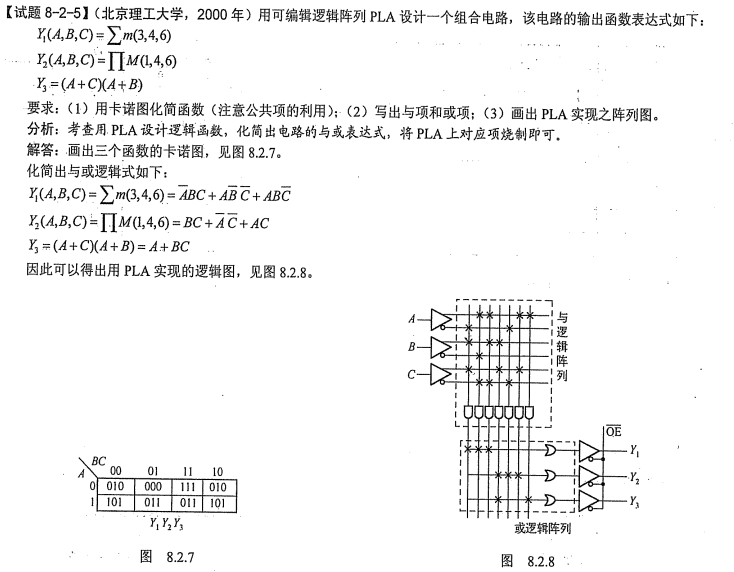 【试题 8-2-5】（北京理工大学，2000 年）用可编辑逻辑阵列 PLA 设计一个组合电路，该电路的输出函数表达式如下：
Y₁(A,B,C)=∑m(3,4,6)
Y₂(A,B,C)=∏M(1,4,6)
Y₃=(A+C)(A+B)
要求：（1）用卡诺图化简函数（注意公共项的利用）；（2）写出与项和或项；（3）画出 PLA 实现之阵列图。
分析：考查用 PLA 设计逻辑函数，化简出电路的与或表达式，将 PLA 上对应项烧制即可。
解答：画出三个函数的卡诺图，见图 8.2.7。
化简出与或逻辑式如下：
Y₁(A,B,C)=∑m(3,4,6)=A̅BC+AB̅C̅+ABC̅
Y₂(A,B,C)=∏M(1,4,6)=BC+A̅C̅+AC
Y₃=(A+C)(A+B)=A+BC
因此可以得出用 PLA 实现的逻辑图，见图 8.2.8。
A
B
C
与逻辑阵列
O̅E̅
Y₁
Y₂
Y₃
或逻辑阵列
图 8.2.8
BC
A
00 01 11 10
0 010 000 111 010
1 101 011 011 101
Y₁Y₂Y₃
图 8.2.7